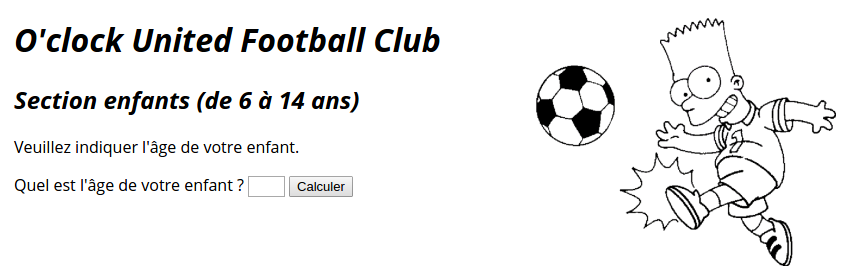 O'clock United Football Club
Section enfants (de 6 à 14 ans)
Veuillez indiquer l'âge de votre enfant.
Quel est l'âge de votre enfant ? Calculer